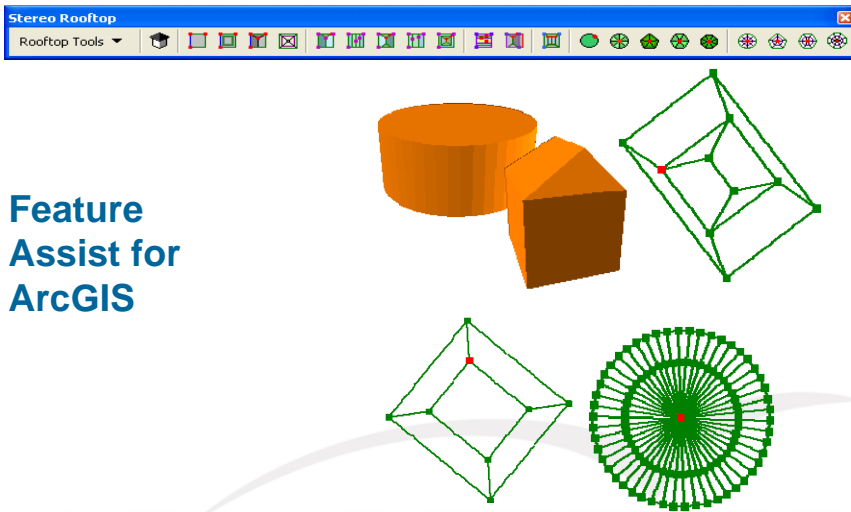 Stereo Rooftop
Rooftop Tools
Feature
Assist for
ArcGIS